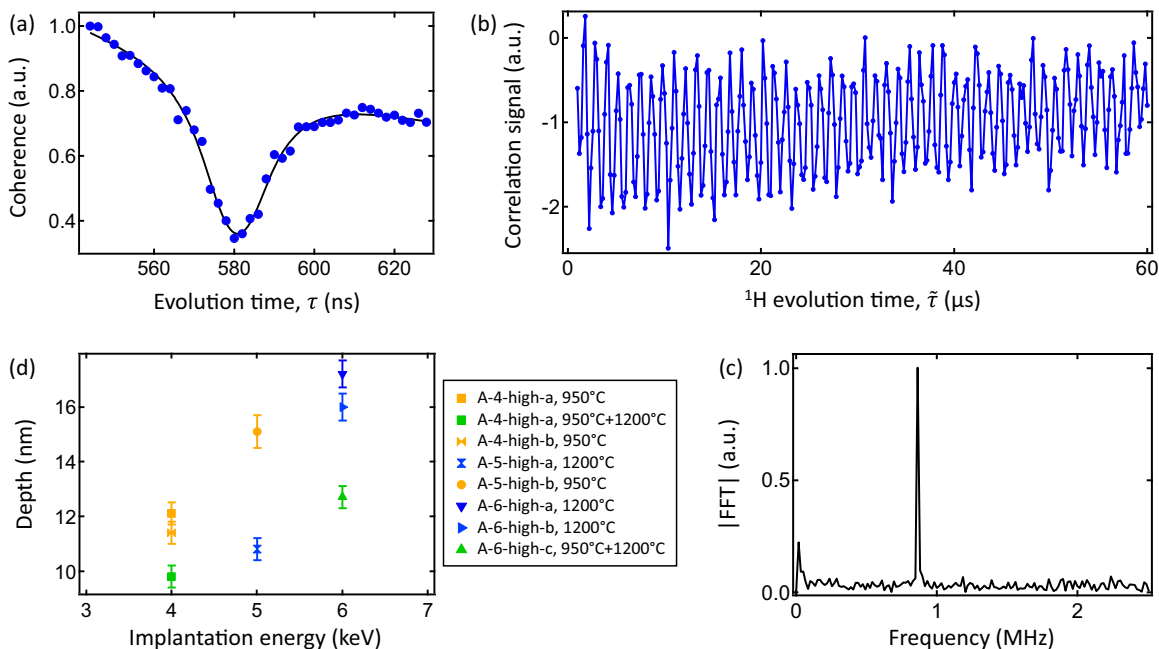 (a)
1.0
0.8
0.6
0.4
Coherence (a.u.)
560
580
600
620
Evolution time, τ (ns)
(b)
0
-1
-2
Correlation signal (a.u.)
0
20
40
60
¹H evolution time, τ̃ (μs)
(d)
16
14
12
10
Depth (nm)
3
4
5
6
7
Implantation energy (keV)
A-4-high-a, 950°C
A-4-high-a, 950°C+1200°C
A-4-high-b, 950°C
A-5-high-a, 1200°C
A-5-high-b, 950°C
A-6-high-a, 1200°C
A-6-high-b, 1200°C
A-6-high-c, 950°C+1200°C
(c)
1.0
0.5
0.0
|FFT| (a.u.)
0
1
2
Frequency (MHz)